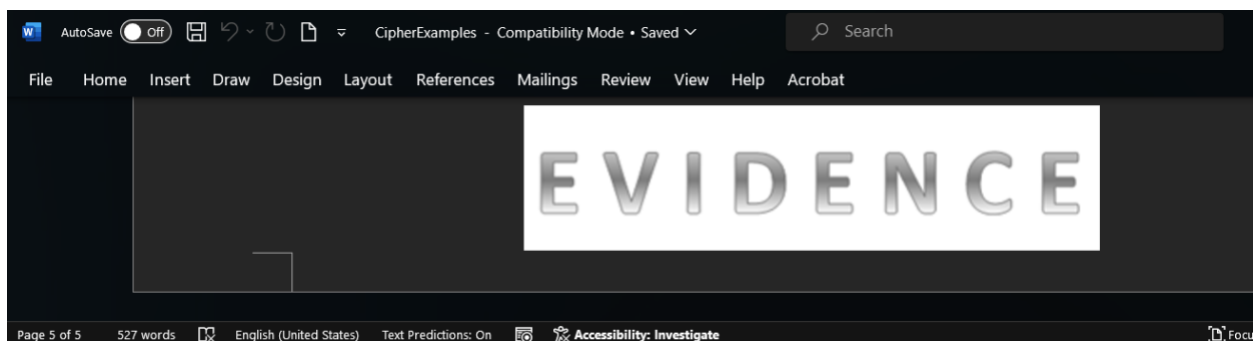 AutoSave Off CipherExamples - Compatibility Mode • Saved Search
File Home Insert Draw Design Layout References Mailings Review View Help Acrobat
EVIDENCE
Page 5 of 5 527 words English (United States) Text Predictions: On Accessibility: Investigate Focu